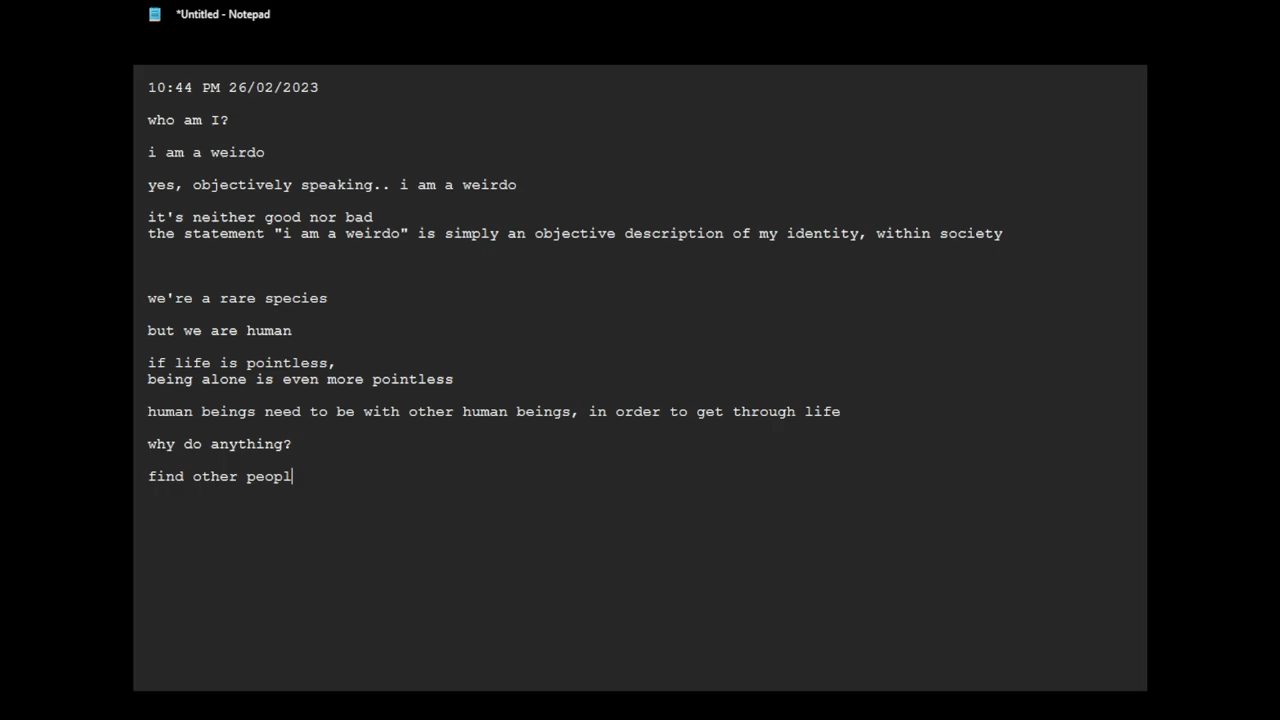 *Untitled - Notepad
10:44 PM 26/02/2023
who am I?
i am a weirdo
yes, objectively speaking.. i am a weirdo
it's neither good nor bad
the statement "i am a weirdo" is simply an objective description of my identity, within society
we're a rare species
but we are human
if life is pointless,
being alone is even more pointless
human beings need to be with other human beings, in order to get through life
why do anything?
find other peopl